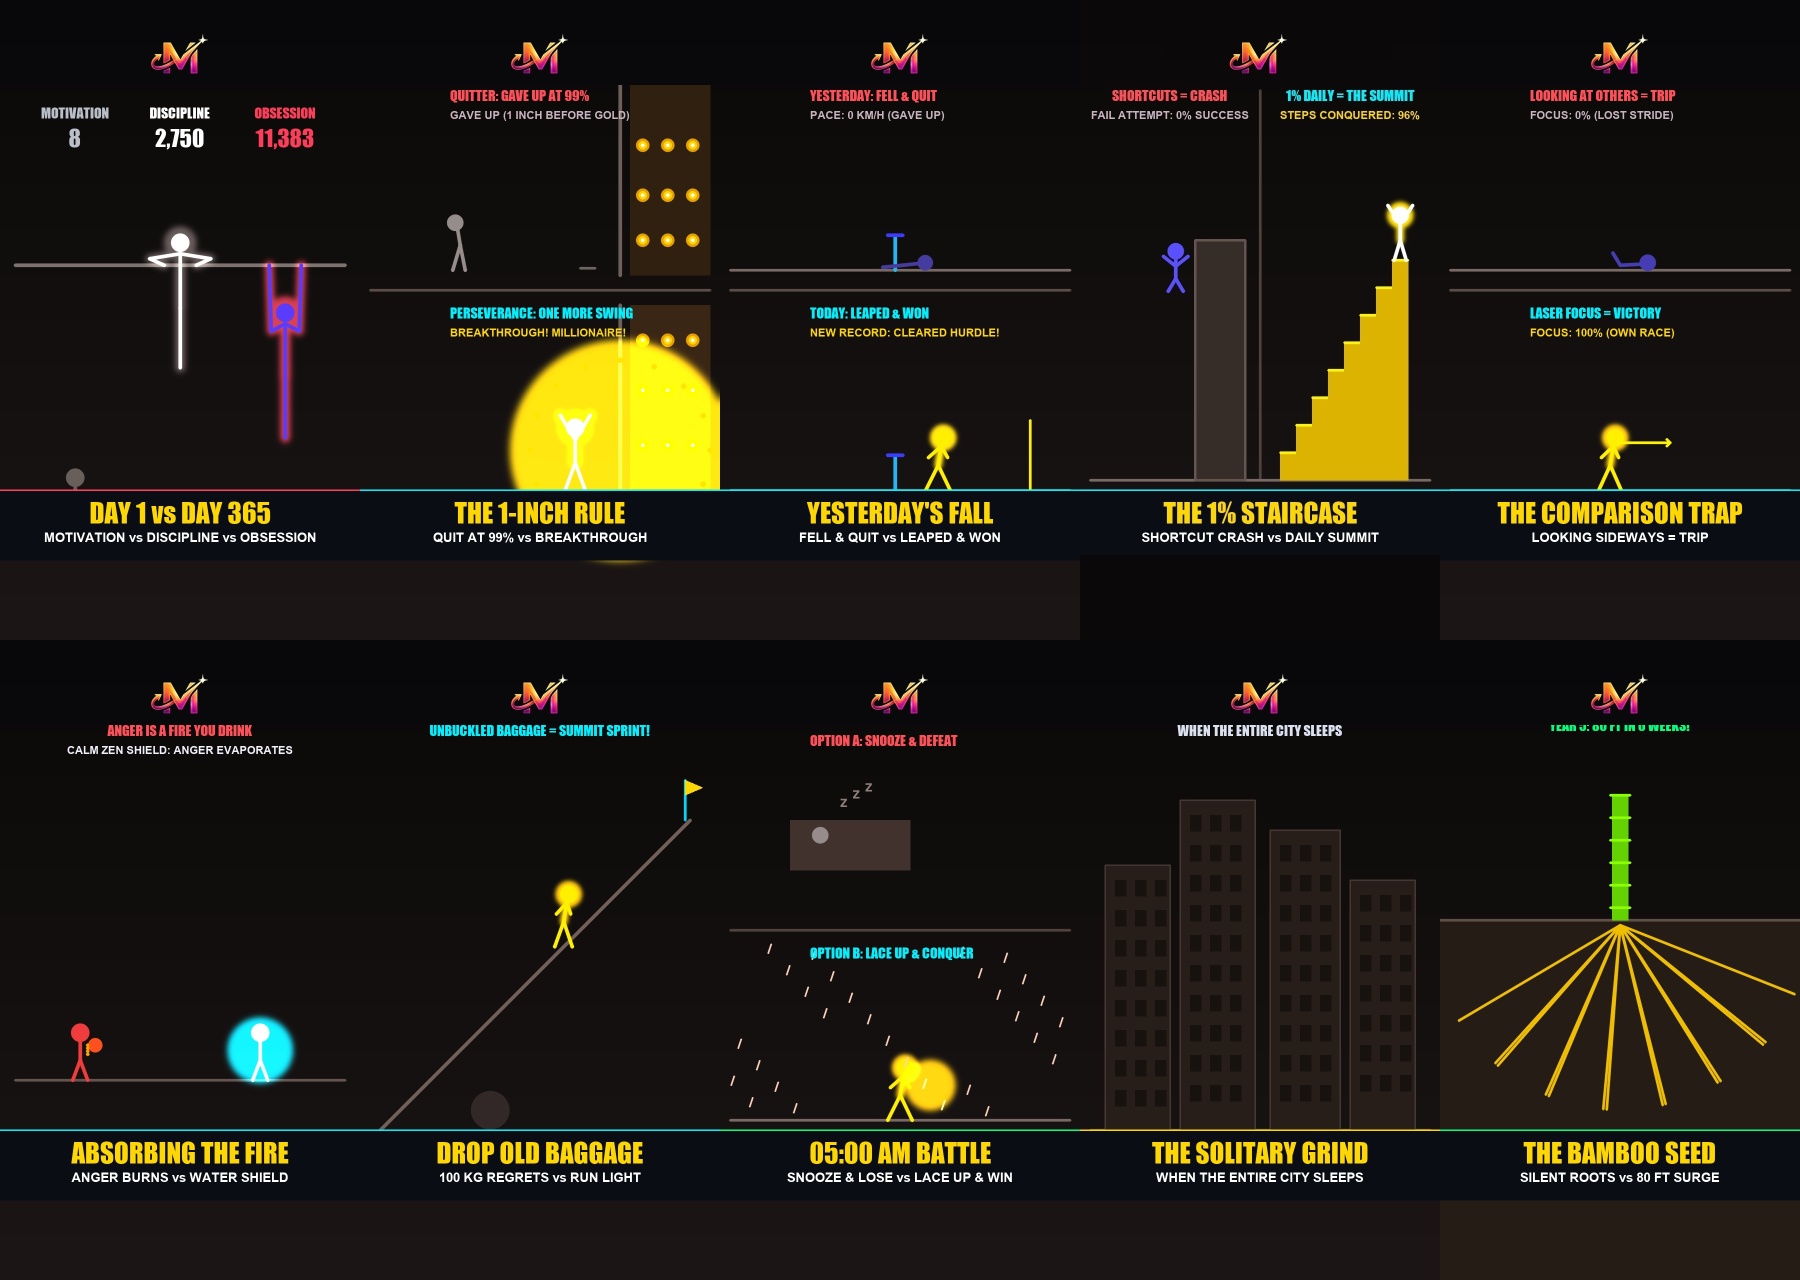 M
MOTIVATION
8
DISCIPLINE
2,750
OBSESSION
11,383
DAY 1 vs DAY 365
MOTIVATION vs DISCIPLINE vs OBSESSION
M
QUITTER: GAVE UP AT 99%
GAVE UP (1 INCH BEFORE GOLD)
PERSEVERANCE: ONE MORE SWING
BREAKTHROUGH! MILLIONAIRE!
THE 1-INCH RULE
QUIT AT 99% vs BREAKTHROUGH
M
YESTERDAY: FELL & QUIT
PACE: 0 KM/H (GAVE UP)
TODAY: LEAPED & WON
NEW RECORD: CLEARED HURDLE!
YESTERDAY'S FALL
FELL & QUIT vs LEAPED & WON
M
SHORTCUTS = CRASH
FAIL ATTEMPT: 0% SUCCESS
1% DAILY = THE SUMMIT
STEPS CONQUERED: 96%
THE 1% STAIRCASE
SHORTCUT CRASH vs DAILY SUMMIT
M
LOOKING AT OTHERS = TRIP
FOCUS: 0% (LOST STRIDE)
LASER FOCUS = VICTORY
FOCUS: 100% (OWN RACE)
THE COMPARISON TRAP
LOOKING SIDEWAYS = TRIP
M
ANGER IS A FIRE YOU DRINK
CALM ZEN SHIELD: ANGER EVAPORATES
ABSORBING THE FIRE
ANGER BURNS vs WATER SHIELD
M
UNBUCKLED BAGGAGE = SUMMIT SPRINT!
DROP OLD BAGGAGE
100 KG REGRETS vs RUN LIGHT
M
OPTION A: SNOOZE & DEFEAT
z z z
OPTION B: LACE UP & CONQUER
05:00 AM BATTLE
SNOOZE & LOSE vs LACE UP & WIN
M
WHEN THE ENTIRE CITY SLEEPS
THE SOLITARY GRIND
WHEN THE ENTIRE CITY SLEEPS
M
YEAR 5: 80 FT IN 6 WEEKS!
THE BAMBOO SEED
SILENT ROOTS vs 80 FT SURGE